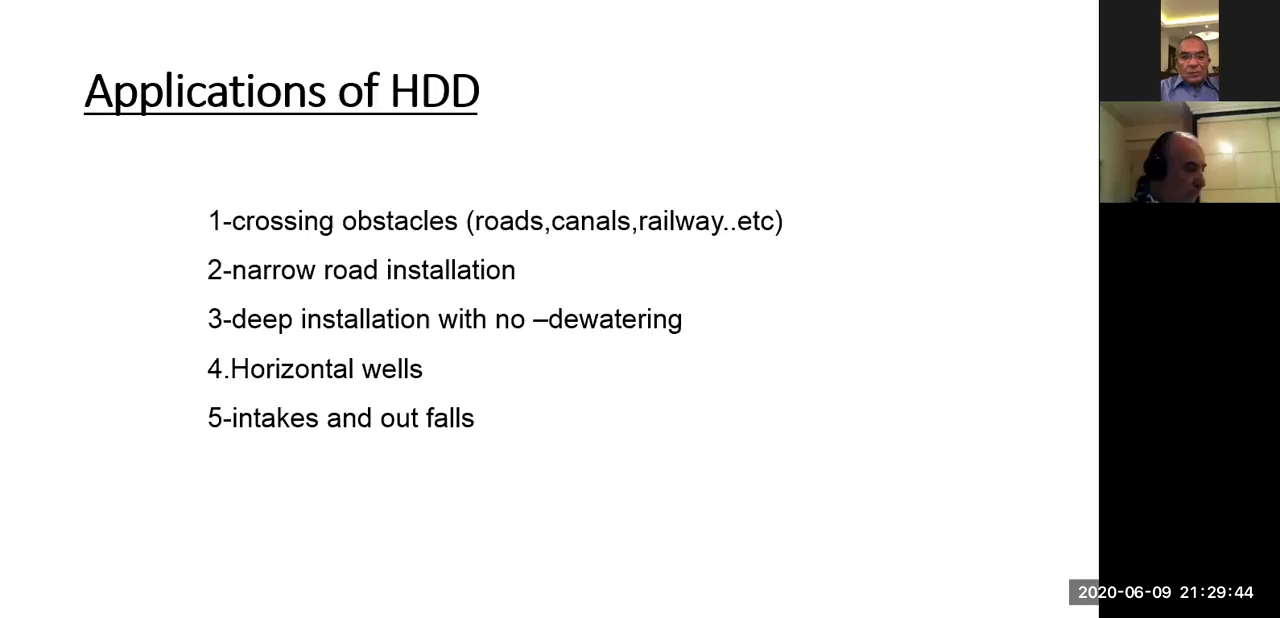 Applications of HDD
1-crossing obstacles (roads,canals,railway..etc)
2-narrow road installation
3-deep installation with no –dewatering
4.Horizontal wells
5-intakes and out falls
2020-06-09 21:29:44